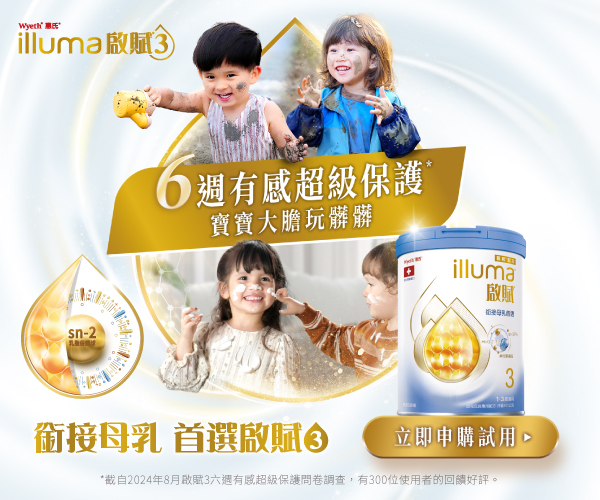 Wyeth® 惠氏®
illuma 啟賦3
6週有感超級保護*
寶寶大膽玩髒髒
sn-2
Wyeth 惠氏
illuma
啟賦
3
銜接母乳 首選啟賦3
立即申購試用
*截自2024年8月啟賦3六週有感超級保護問卷調查，有300位使用者的回饋好評。